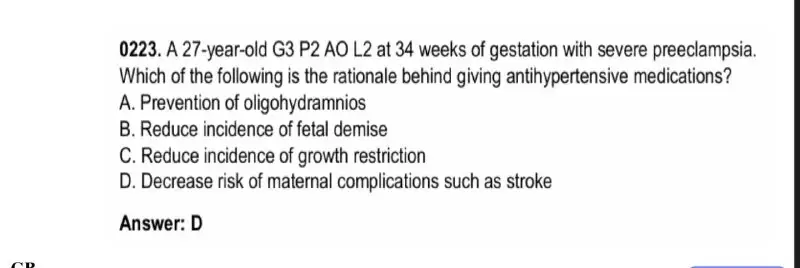 0223. A 27-year-old G3 P2 AO L2 at 34 weeks of gestation with severe preeclampsia.
Which of the following is the rationale behind giving antihypertensive medications?
A. Prevention of oligohydramnios
B. Reduce incidence of fetal demise
C. Reduce incidence of growth restriction
D. Decrease risk of maternal complications such as stroke
Answer: D